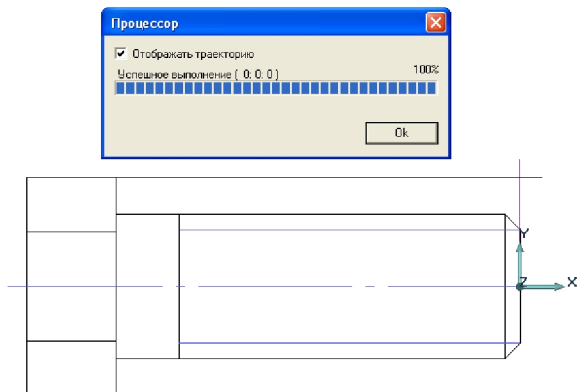 Процессор
Отображать траекторию
Успешное выполнение ( 0; 0; 0 )
100%
Ok
Y
Z
X